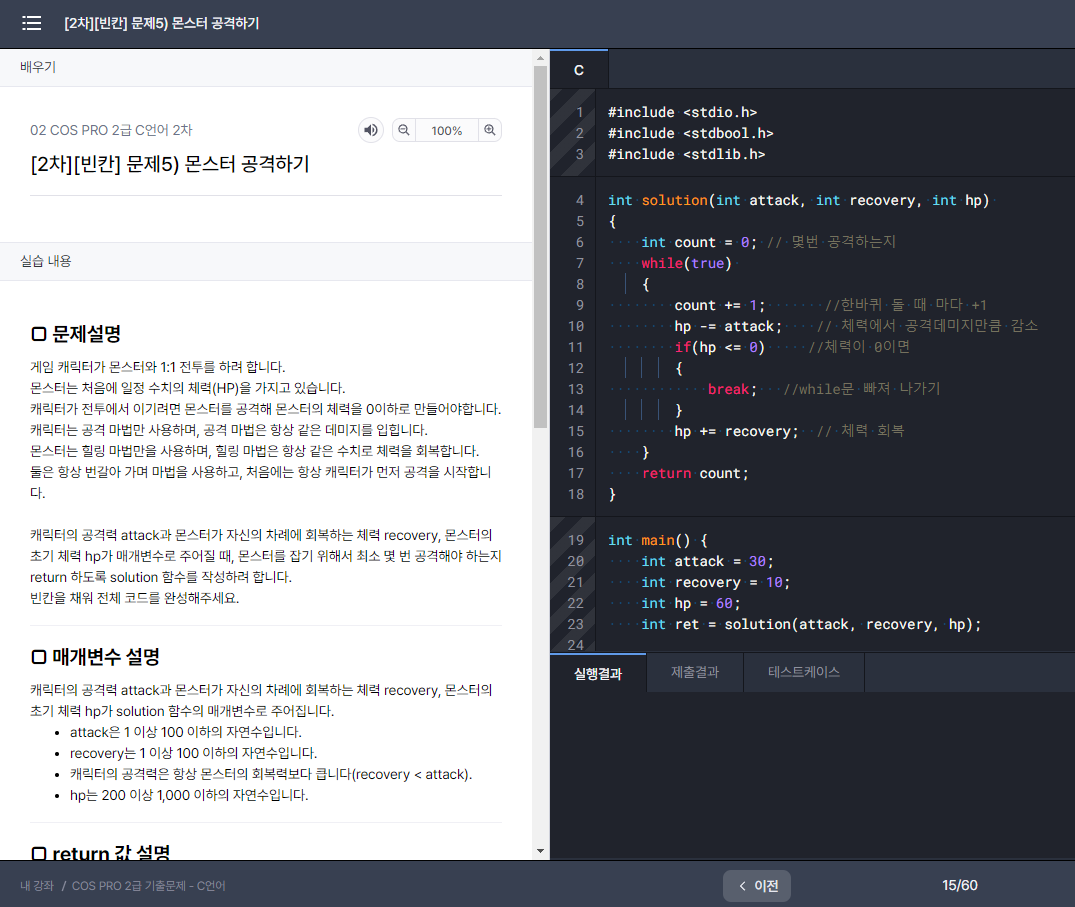 [2차][빈칸] 문제5) 몬스터 공격하기
배우기
02 COS PRO 2급 C언어 2차
100%
[2차][빈칸] 문제5) 몬스터 공격하기
실습 내용
문제설명
게임 캐릭터가 몬스터와 1:1 전투를 하려 합니다.
몬스터는 처음에 일정 수치의 체력(HP)을 가지고 있습니다.
캐릭터가 전투에서 이기려면 몬스터를 공격해 몬스터의 체력을 0이하로 만들어야합니다.
캐릭터는 공격 마법만 사용하며, 공격 마법은 항상 같은 데미지를 입힙니다.
몬스터는 힐링 마법만을 사용하며, 힐링 마법은 항상 같은 수치로 체력을 회복합니다.
둘은 항상 번갈아 가며 마법을 사용하고, 처음에는 항상 캐릭터가 먼저 공격을 시작합니
다.
캐릭터의 공격력 attack과 몬스터가 자신의 차례에 회복하는 체력 recovery, 몬스터의
초기 체력 hp가 매개변수로 주어질 때, 몬스터를 잡기 위해서 최소 몇 번 공격해야 하는지
return 하도록 solution 함수를 작성하려 합니다.
빈칸을 채워 전체 코드를 완성해주세요.
매개변수 설명
캐릭터의 공격력 attack과 몬스터가 자신의 차례에 회복하는 체력 recovery, 몬스터의
초기 체력 hp가 solution 함수의 매개변수로 주어집니다.
• attack은 1 이상 100 이하의 자연수입니다.
• recovery는 1 이상 100 이하의 자연수입니다.
• 캐릭터의 공격력은 항상 몬스터의 회복력보다 큽니다(recovery < attack).
• hp는 200 이상 1,000 이하의 자연수입니다.
return 값 설명
C
1 #include <stdio.h>
2 #include <stdbool.h>
3 #include <stdlib.h>
4 int solution(int attack, int recovery, int hp)
5 {
6     int count = 0; // 몇번 공격하는지
7     while(true)
8     {
9         count += 1;       //한바퀴 돌 때 마다 +1
10         hp -= attack;    // 체력에서 공격데미지만큼 감소
11         if(hp <= 0)     //체력이 0이면
12         {
13             break;   //while문 빠져 나가기
14         }
15         hp += recovery;  // 체력 회복
16     }
17     return count;
18 }
19 int main() {
20     int attack = 30;
21     int recovery = 10;
22     int hp = 60;
23     int ret = solution(attack, recovery, hp);
24
실행결과 제출결과 테스트케이스
내 강좌 / COS PRO 2급 기출문제 - C언어
이전
15/60